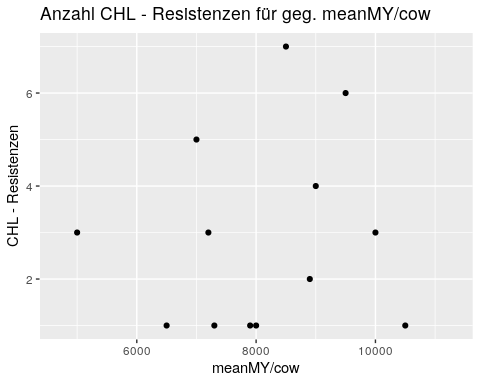 Anzahl CHL - Resistenzen für geg. meanMY/cow
CHL - Resistenzen
6
4
2
6000 8000 10000
meanMY/cow